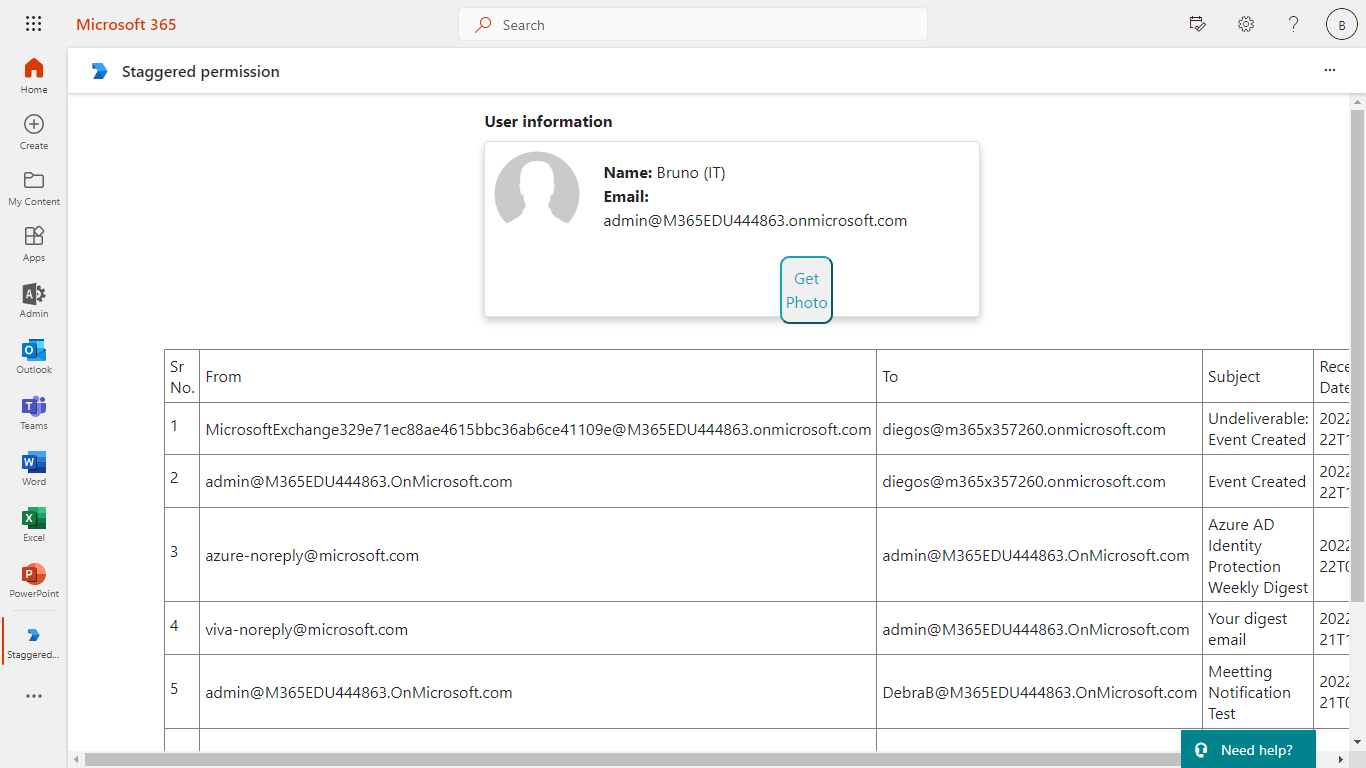 Microsoft 365
Search
B
Home
Create
My Content
Apps
Admin
Outlook
Teams
Word
Excel
PowerPoint
Staggered...
Staggered permission
User information
Name: Bruno (IT)
Email:
admin@M365EDU444863.onmicrosoft.com
Get
Photo
Sr
No.
From
To
Subject
Rece
Date
1
MicrosoftExchange329e71ec88ae4615bbc36ab6ce41109e@M365EDU444863.onmicrosoft.com
diegos@m365x357260.onmicrosoft.com
Undeliverable:
Event Created
2022
22T1
2
admin@M365EDU444863.OnMicrosoft.com
diegos@m365x357260.onmicrosoft.com
Event Created
2022
22T1
3
azure-noreply@microsoft.com
admin@M365EDU444863.OnMicrosoft.com
Azure AD
Identity
Protection
Weekly Digest
2022
22T0
4
viva-noreply@microsoft.com
admin@M365EDU444863.OnMicrosoft.com
Your digest
email
2022
21T1
5
admin@M365EDU444863.OnMicrosoft.com
DebraB@M365EDU444863.OnMicrosoft.com
Meetting
Notification
Test
2022
21T0
Need help?